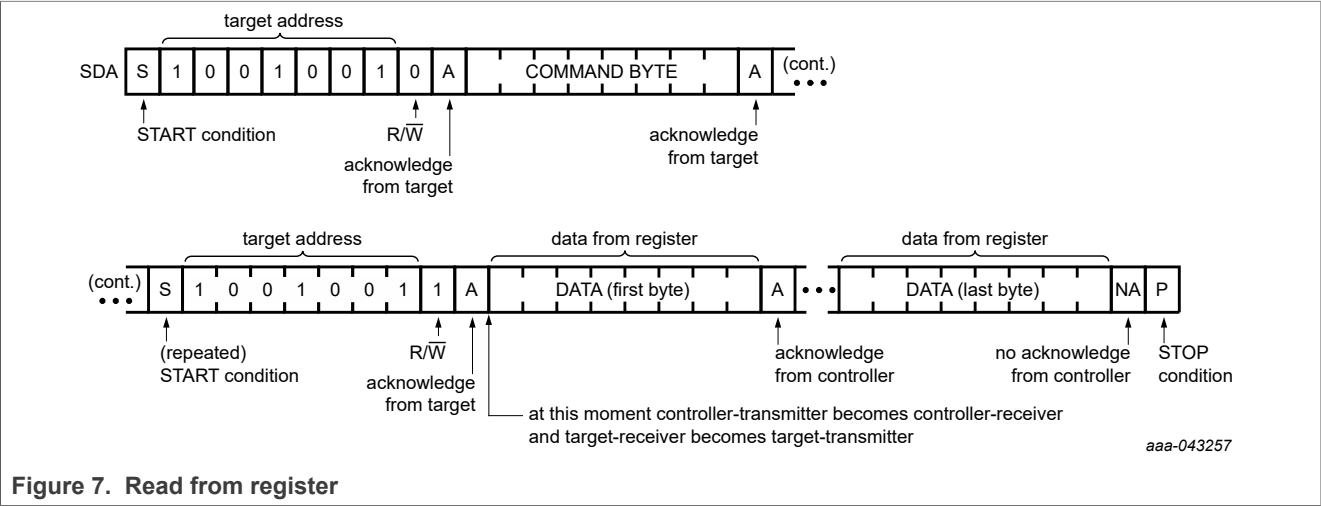 target address
SDA S 1 0 0 1 0 0 1 0 A COMMAND BYTE A (cont.)
START condition R/W̅ acknowledge
acknowledge from target
from target
target address data from register data from register
(cont.) S 1 0 0 1 0 0 1 1 A DATA (first byte) A DATA (last byte) NA P
(repeated) R/W̅ acknowledge no acknowledge STOP
START condition from controller from controller condition
acknowledge
from target
at this moment controller-transmitter becomes controller-receiver
and target-receiver becomes target-transmitter
aaa-043257
Figure 7. Read from register